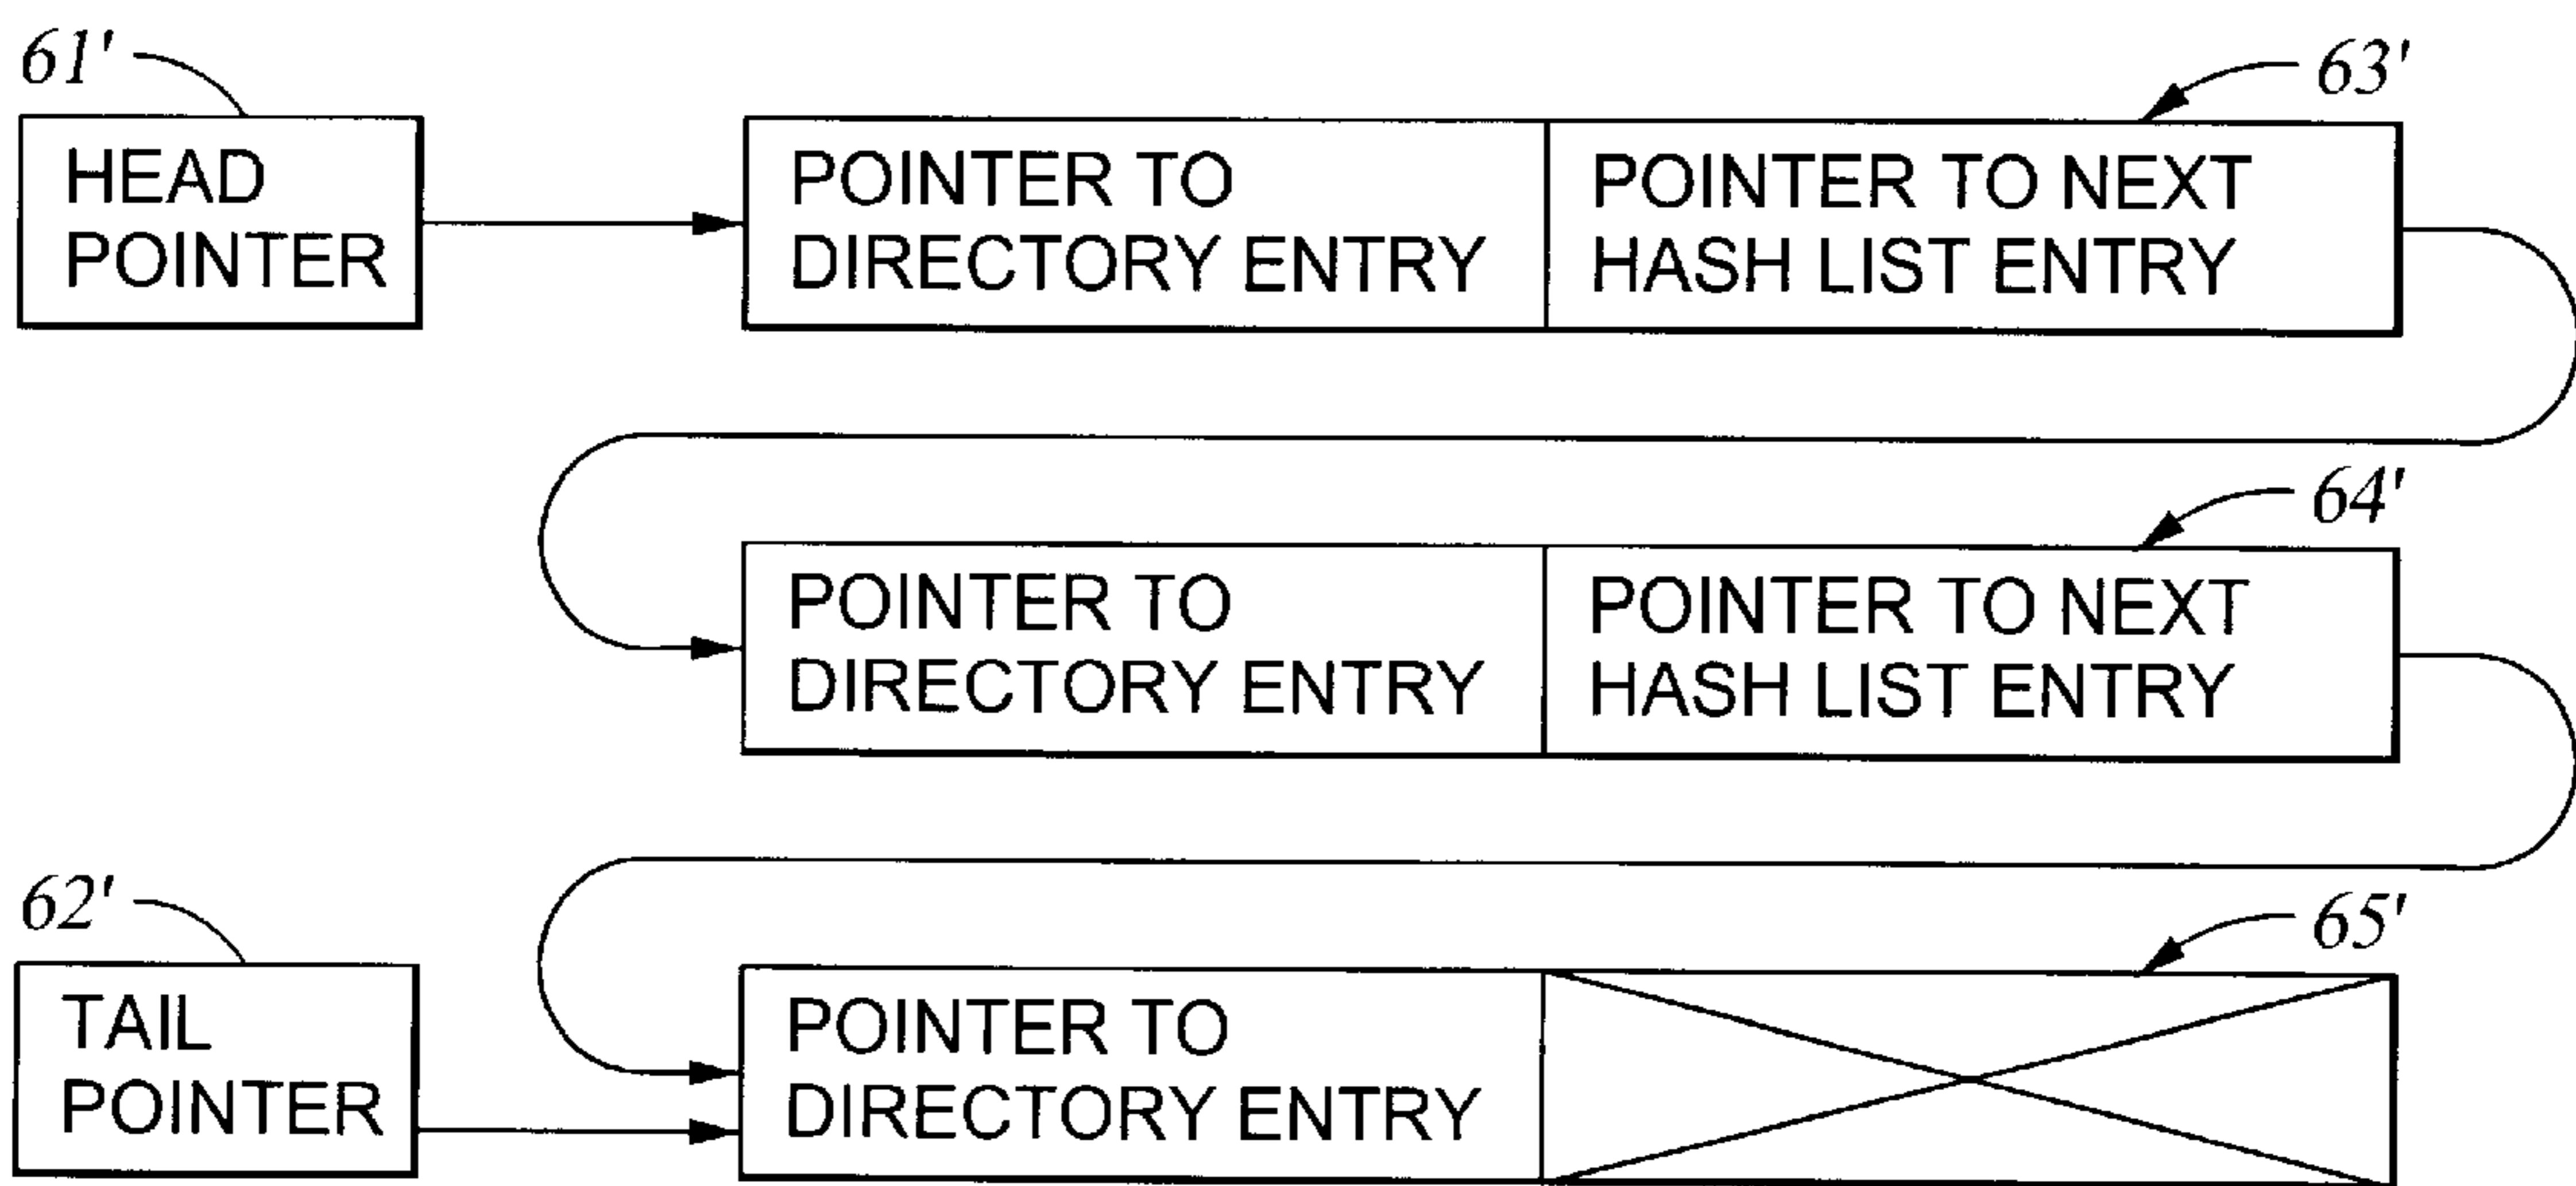 61'
63'
HEAD
POINTER
POINTER TO
DIRECTORY ENTRY
POINTER TO NEXT
HASH LIST ENTRY
64'
POINTER TO
DIRECTORY ENTRY
POINTER TO NEXT
HASH LIST ENTRY
62'
65'
TAIL
POINTER
POINTER TO
DIRECTORY ENTRY